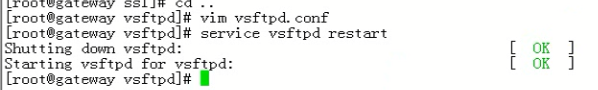 [root@gateway ssl]# cd ..
[root@gateway vsftpd]# vim vsftpd.conf
[root@gateway vsftpd]# service vsftpd restart
Shutting down vsftpd: [ OK ]
Starting vsftpd for vsftpd: [ OK ]
[root@gateway vsftpd]#